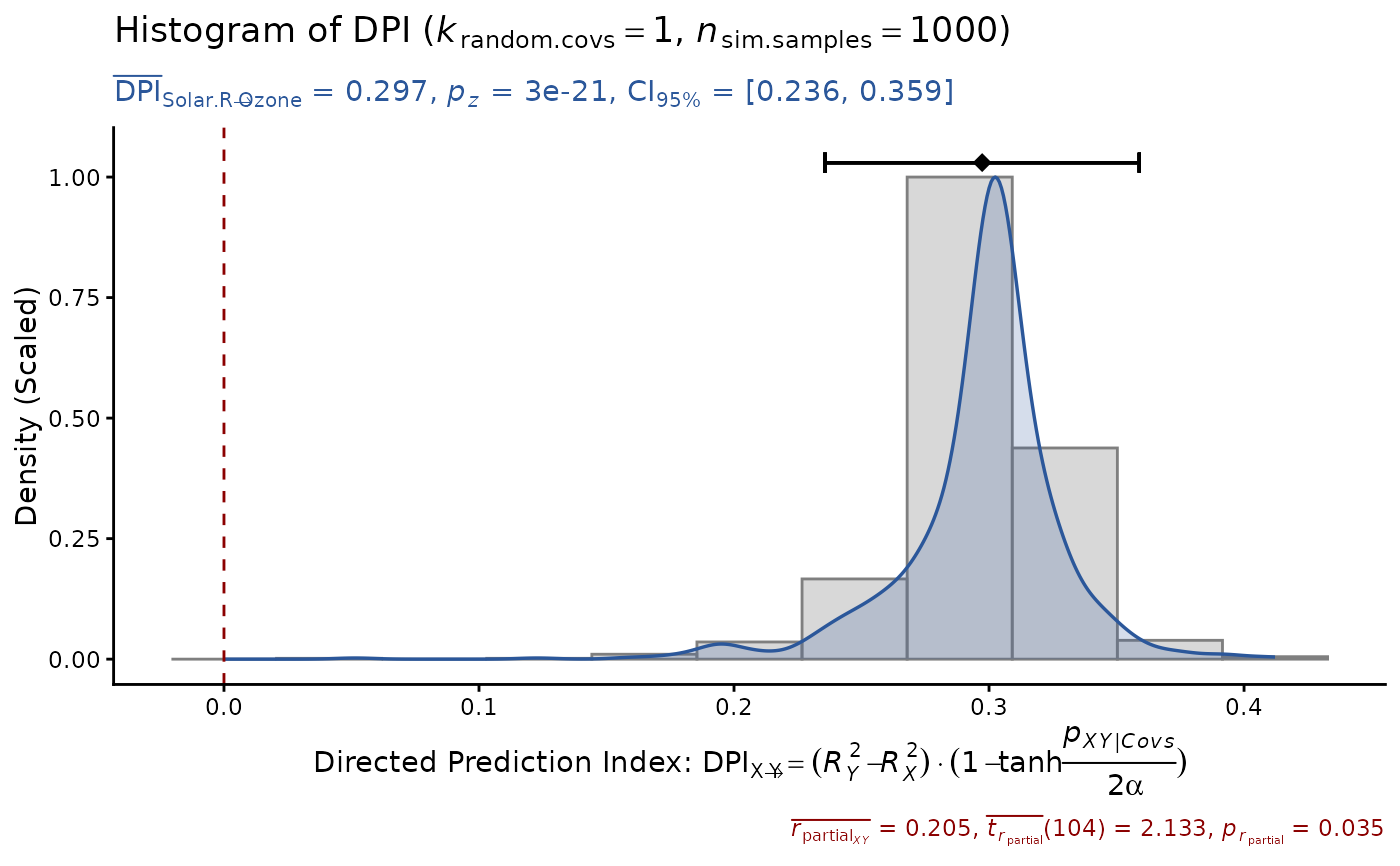 Histogram of DPI (k random.covs = 1, n sim.samples = 1000)
DPI Solar.R→Ozone = 0.297, p z = 3e-21, CI 95% = [0.236, 0.359]
1.00
0.75
0.50
0.25
0.00
Density (Scaled)
0.0 0.1 0.2 0.3 0.4
Directed Prediction Index: DPI X→Y = (R Y 2 − R X 2) · (1 − tanh p XY|Covs / 2α)
r partial XY = 0.205, t r partial (104) = 2.133, p r partial = 0.035